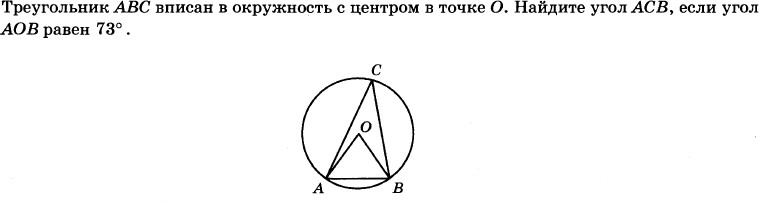 Треугольник ABC вписан в окружность с центром в точке O. Найдите угол ACB, если угол
AOB равен 73°.
C
O
A
B